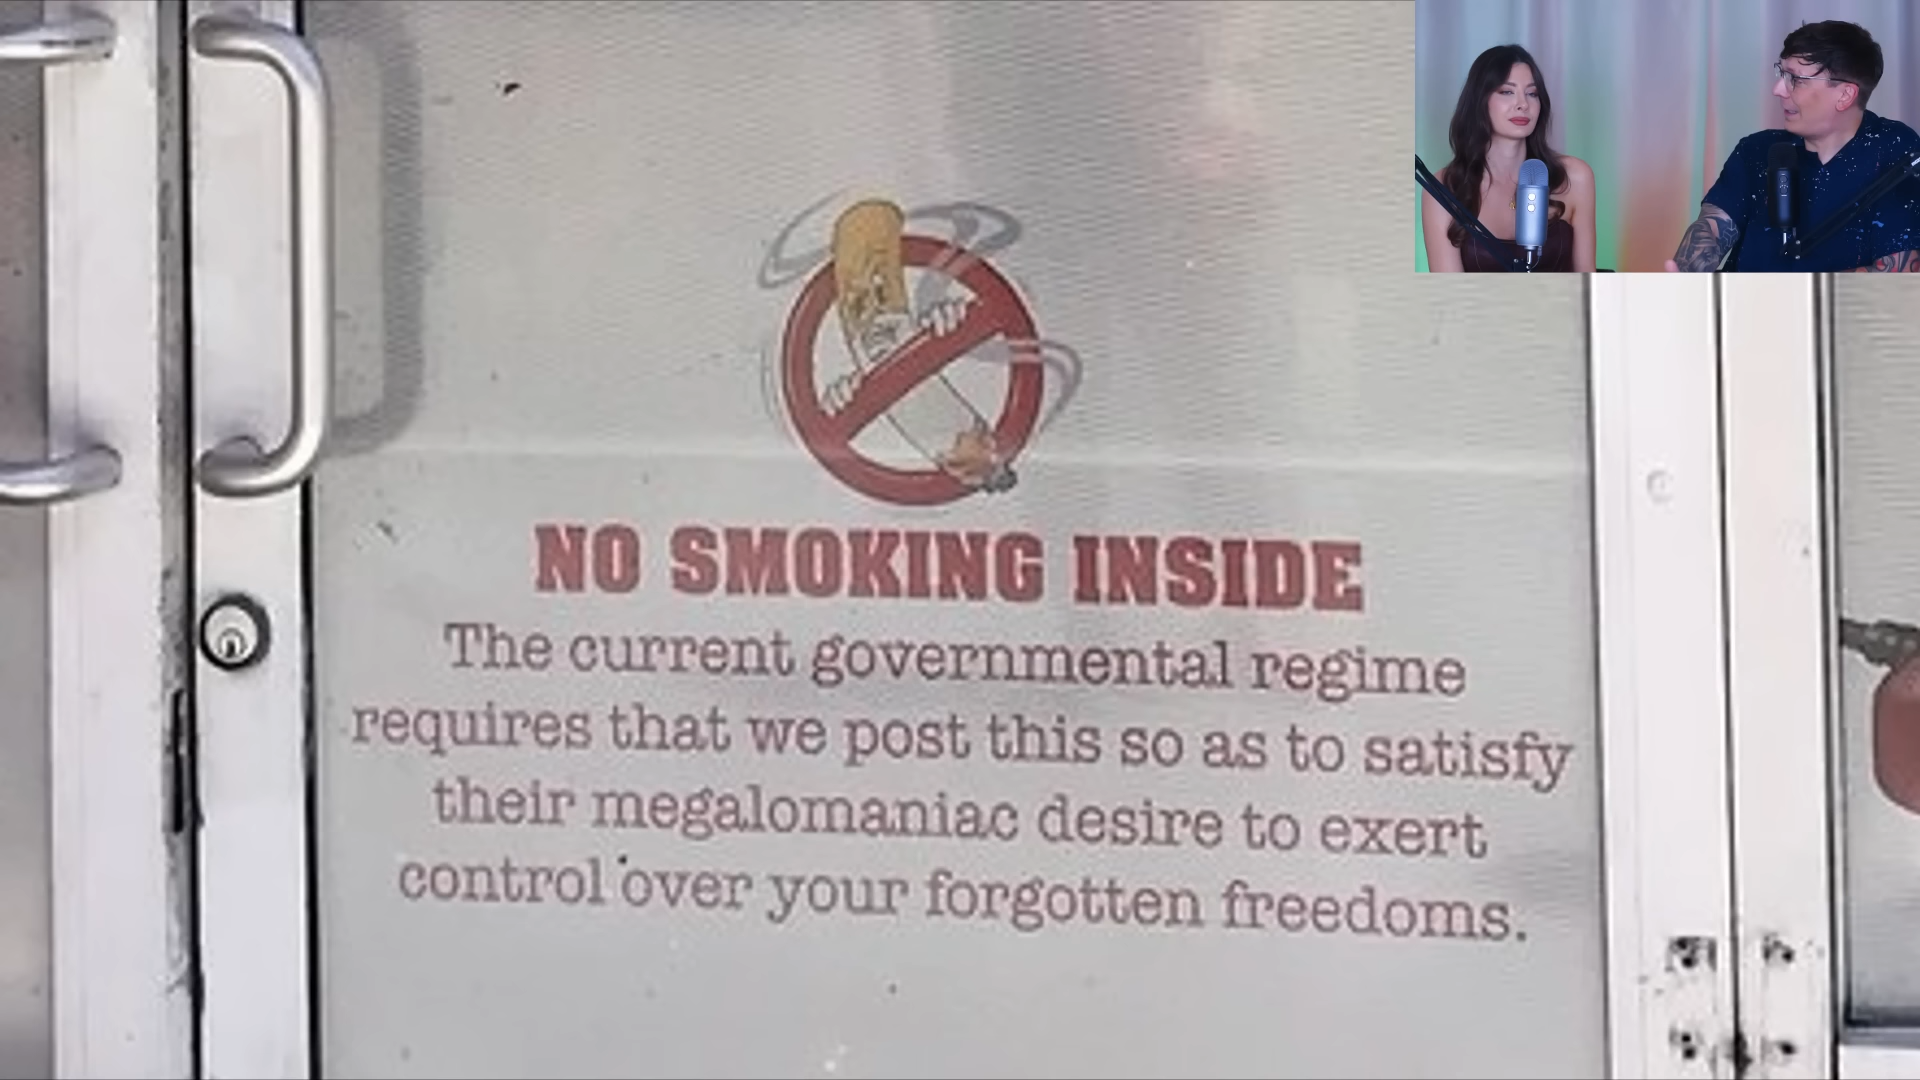 NO SMOKING INSIDE
The current governmental regime
requires that we post this so as to satisfy
their megalomaniac desire to exert
control over your forgotten freedoms.